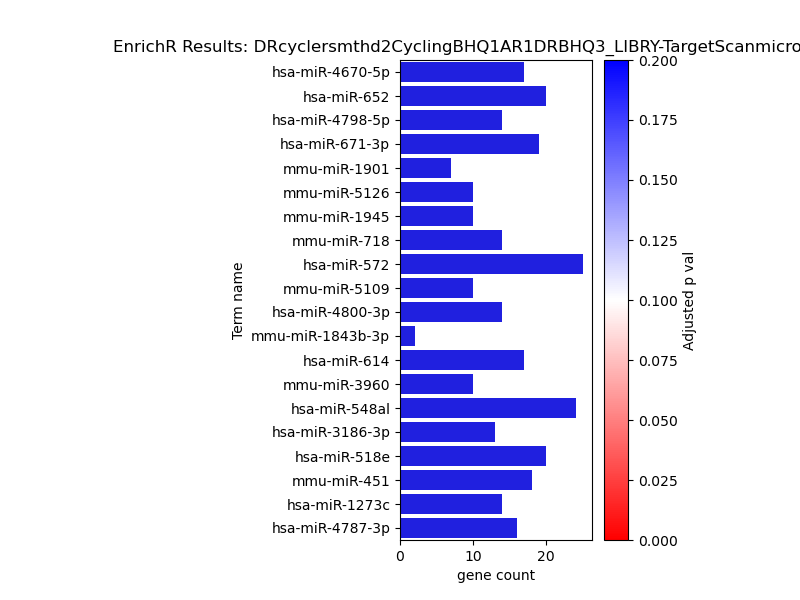 EnrichR Results: DRcyclersmthd2CyclingBHQ1AR1DRBHQ3_LIBRY-TargetScanmicro
hsa-miR-4670-5p
hsa-miR-652
hsa-miR-4798-5p
hsa-miR-671-3p
mmu-miR-1901
mmu-miR-5126
mmu-miR-1945
mmu-miR-718
hsa-miR-572
mmu-miR-5109
hsa-miR-4800-3p
mmu-miR-1843b-3p
hsa-miR-614
mmu-miR-3960
hsa-miR-548al
hsa-miR-3186-3p
hsa-miR-518e
mmu-miR-451
hsa-miR-1273c
hsa-miR-4787-3p
Term name
0 10 20
gene count
0.200
0.175
0.150
0.125
0.100
0.075
0.050
0.025
0.000
Adjusted p val